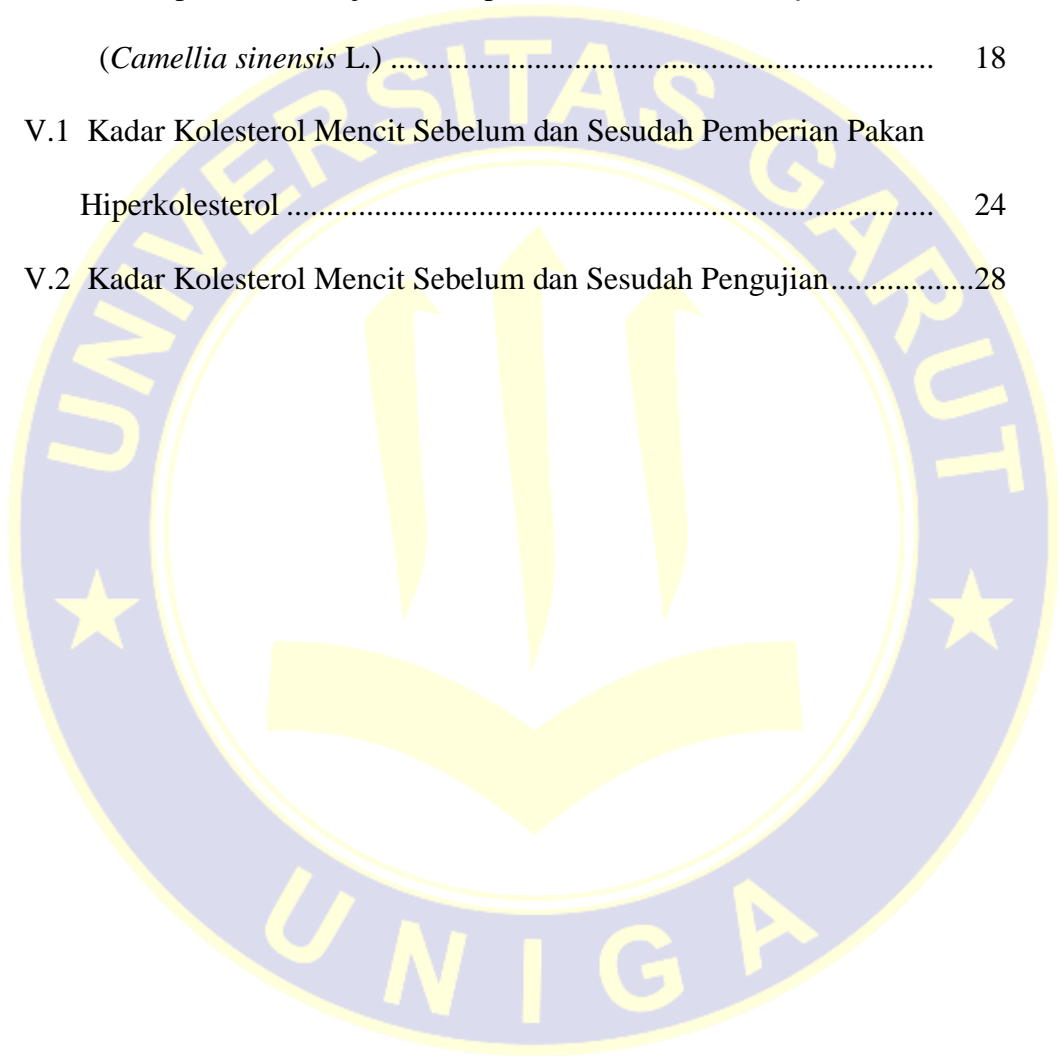 (Camellia sinensis L.) .................................................................... 18
V.1 Kadar Kolesterol Mencit Sebelum dan Sesudah Pemberian Pakan
Hiperkolesterol ................................................................................. 24
V.2 Kadar Kolesterol Mencit Sebelum dan Sesudah Pengujian..................28
UNIVERSITAS GARUT
UNIGA